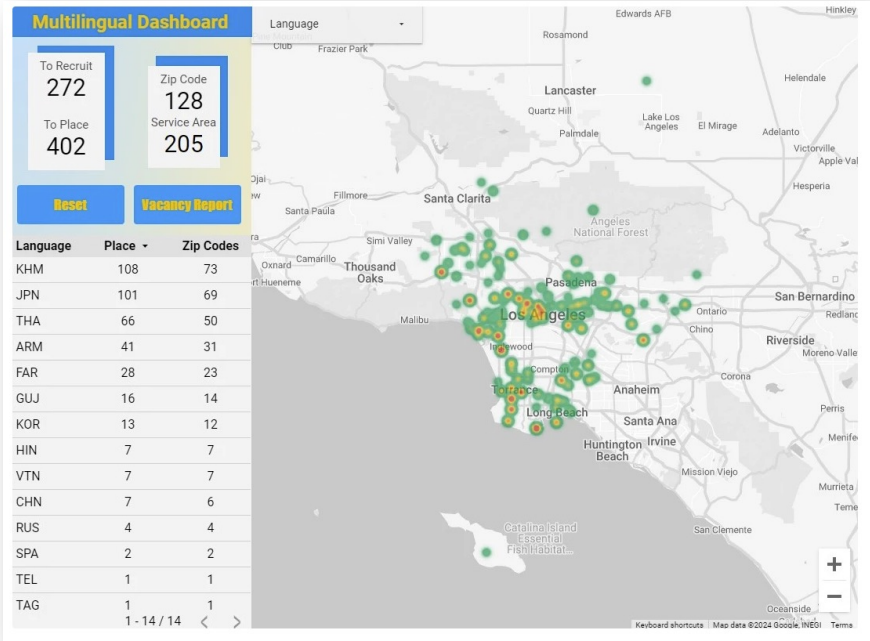 Multilingual Dashboard
To Recruit
272
To Place
402
Zip Code
128
Service Area
205
Reset
Vacancy Report
Language Place Zip Codes
KHM 108 73
JPN 101 69
THA 66 50
ARM 41 31
FAR 28 23
GUJ 16 14
KOR 13 12
HIN 7 7
VTN 7 7
CHN 7 6
RUS 4 4
SPA 2 2
TEL 1 1
TAG 1 1
1 - 14 / 14
Language
Edwards AFB
Hinkley
Club
Frazier Park
Rosamond
Lancaster
Helendale
Quartz Hill
Lake Los
Angeles
El Mirage
Palmdale
Adelanto
Victorville
Apple Val
Ojai
Fillmore
Santa Paula
Santa Clarita
Hesperia
Angeles
National Forest
Simi Valley
Camarillo
Oxnard
Thousand
Oaks
rt Hueneme
Pasadena
San Bernardino
Malibu
Los Angeles
Ontario
Redland
Chino
Inglewood
Riverside
Moreno Valle
Compton
Corona
Torrance
Anaheim
Perris
Long Beach
Santa Ana
Huntington
Beach
Irvine
Menife
Mission Viejo
Murrieta
Teme
San Clemente
Catalina Island
Essential
Fish Habitat...
Oceanside
Keyboard shortcuts Map data ©2024 Google, INEGI Terms